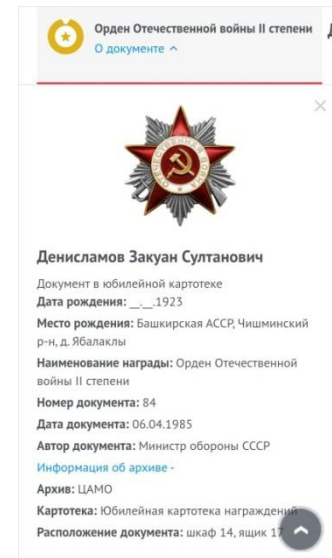 Орден Отечественной войны II степени
О документе
Денисламов Закуан Султанович
Документ в юбилейной картотеке
Дата рождения: __.__.1923
Место рождения: Башкирская АССР, Чишминский
р-н, д. Ябалаклы
Наименование награды: Орден Отечественной
войны II степени
Номер документа: 84
Дата документа: 06.04.1985
Автор документа: Министр обороны СССР
Информация об архиве -
Архив: ЦАМО
Картотека: Юбилейная картотека награждений
Расположение документа: шкаф 14, ящик 17